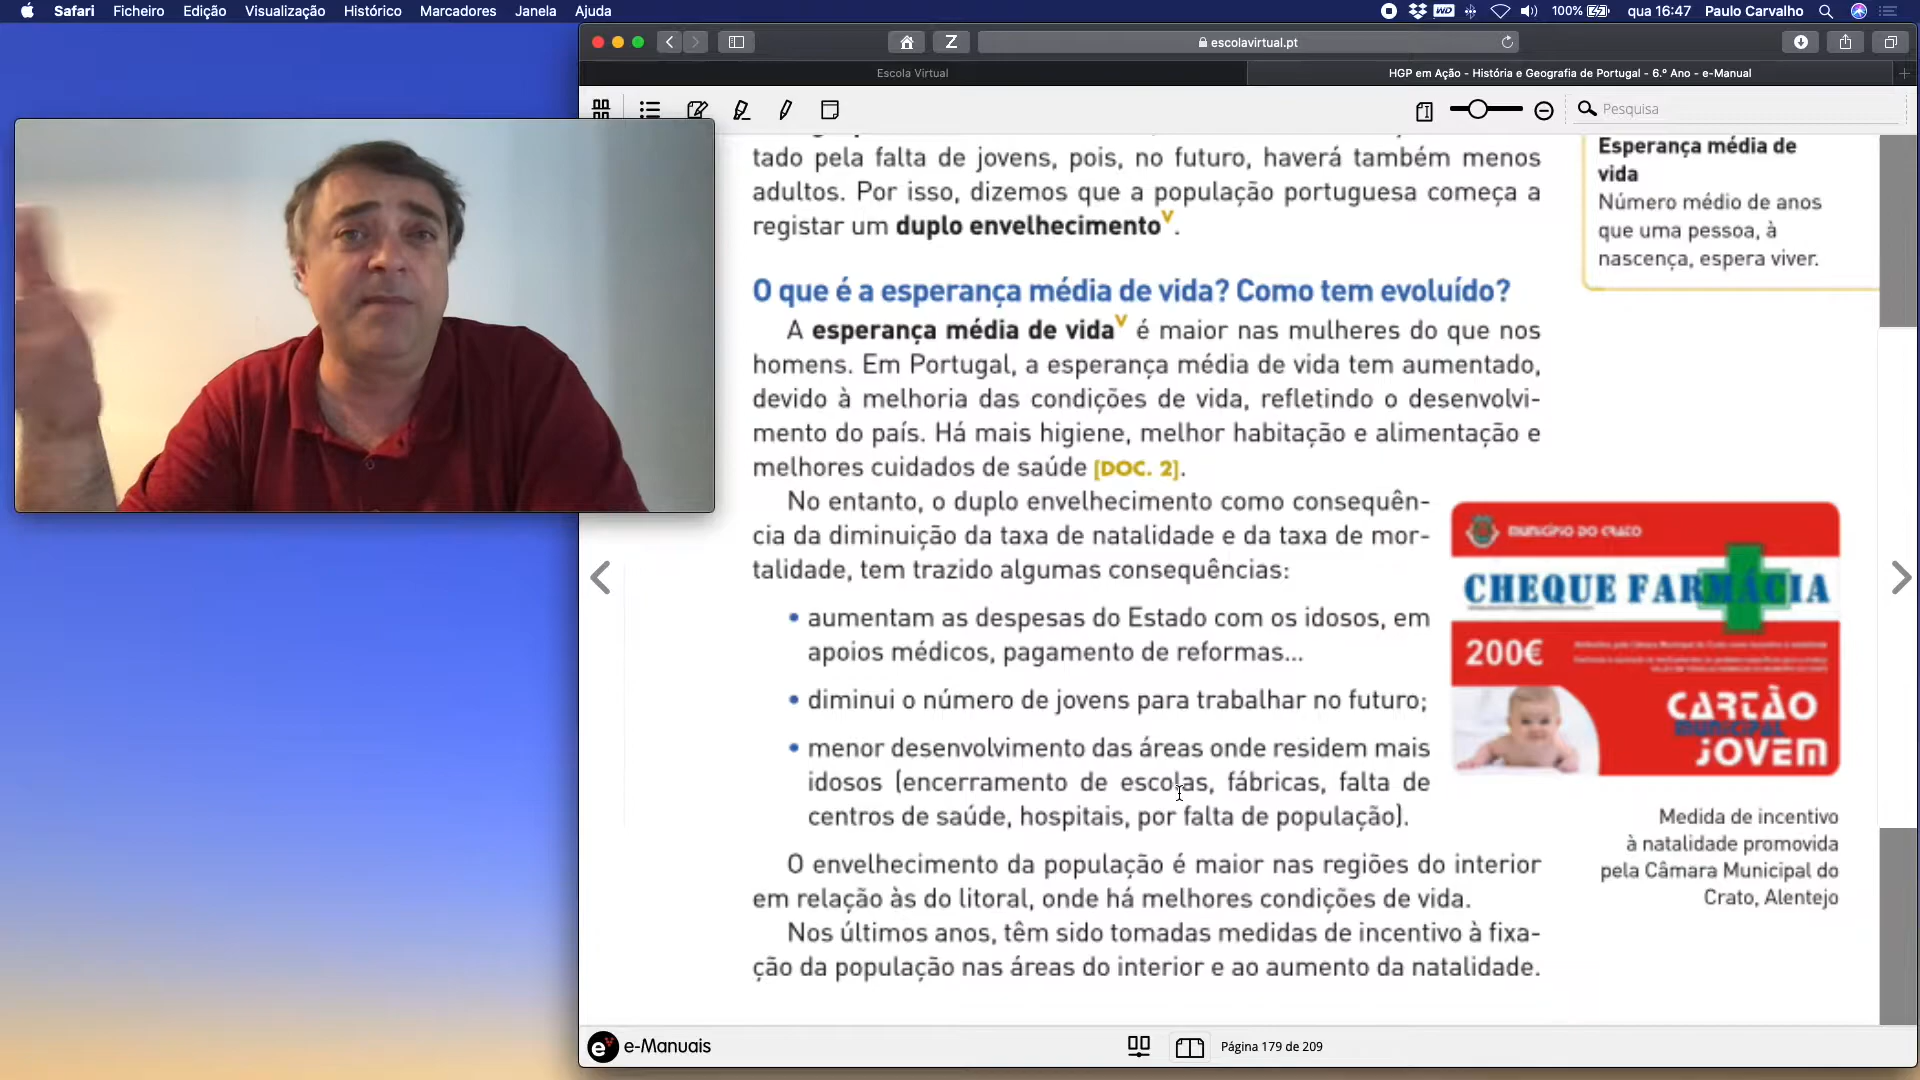 Safari Ficheiro Edição Visualização Histórico Marcadores Janela Ajuda
WD 100% qua 16:47 Paulo Carvalho
Z
escolavirtual.pt
Escola Virtual
HGP em Ação - História e Geografia de Portugal - 6.º Ano - e-Manual
Pesquisa
tado pela falta de jovens, pois, no futuro, haverá também menos
adultos. Por isso, dizemos que a população portuguesa começa a
registar um duplo envelhecimentoV.
O que é a esperança média de vida? Como tem evoluído?
A esperança média de vidaV é maior nas mulheres do que nos
homens. Em Portugal, a esperança média de vida tem aumentado,
devido à melhoria das condições de vida, refletindo o desenvolvi-
mento do país. Há mais higiene, melhor habitação e alimentação e
melhores cuidados de saúde [DOC. 2].
No entanto, o duplo envelhecimento como consequên-
cia da diminuição da taxa de natalidade e da taxa de mor-
talidade, tem trazido algumas consequências:
• aumentam as despesas do Estado com os idosos, em
apoios médicos, pagamento de reformas...
• diminui o número de jovens para trabalhar no futuro;
• menor desenvolvimento das áreas onde residem mais
idosos (encerramento de escolas, fábricas, falta de
centros de saúde, hospitais, por falta de população).
O envelhecimento da população é maior nas regiões do interior
em relação às do litoral, onde há melhores condições de vida.
Nos últimos anos, têm sido tomadas medidas de incentivo à fixa-
ção da população nas áreas do interior e ao aumento da natalidade.
Esperança média de
vida
Número médio de anos
que uma pessoa, à
nascença, espera viver.
MUNICÍPIO DO CRATO
CHEQUE FARMÁCIA
200€
CARTÃO
MUNICIPAL
JOVEM
Medida de incentivo
à natalidade promovida
pela Câmara Municipal do
Crato, Alentejo
e e-Manuais
Página 179 de 209